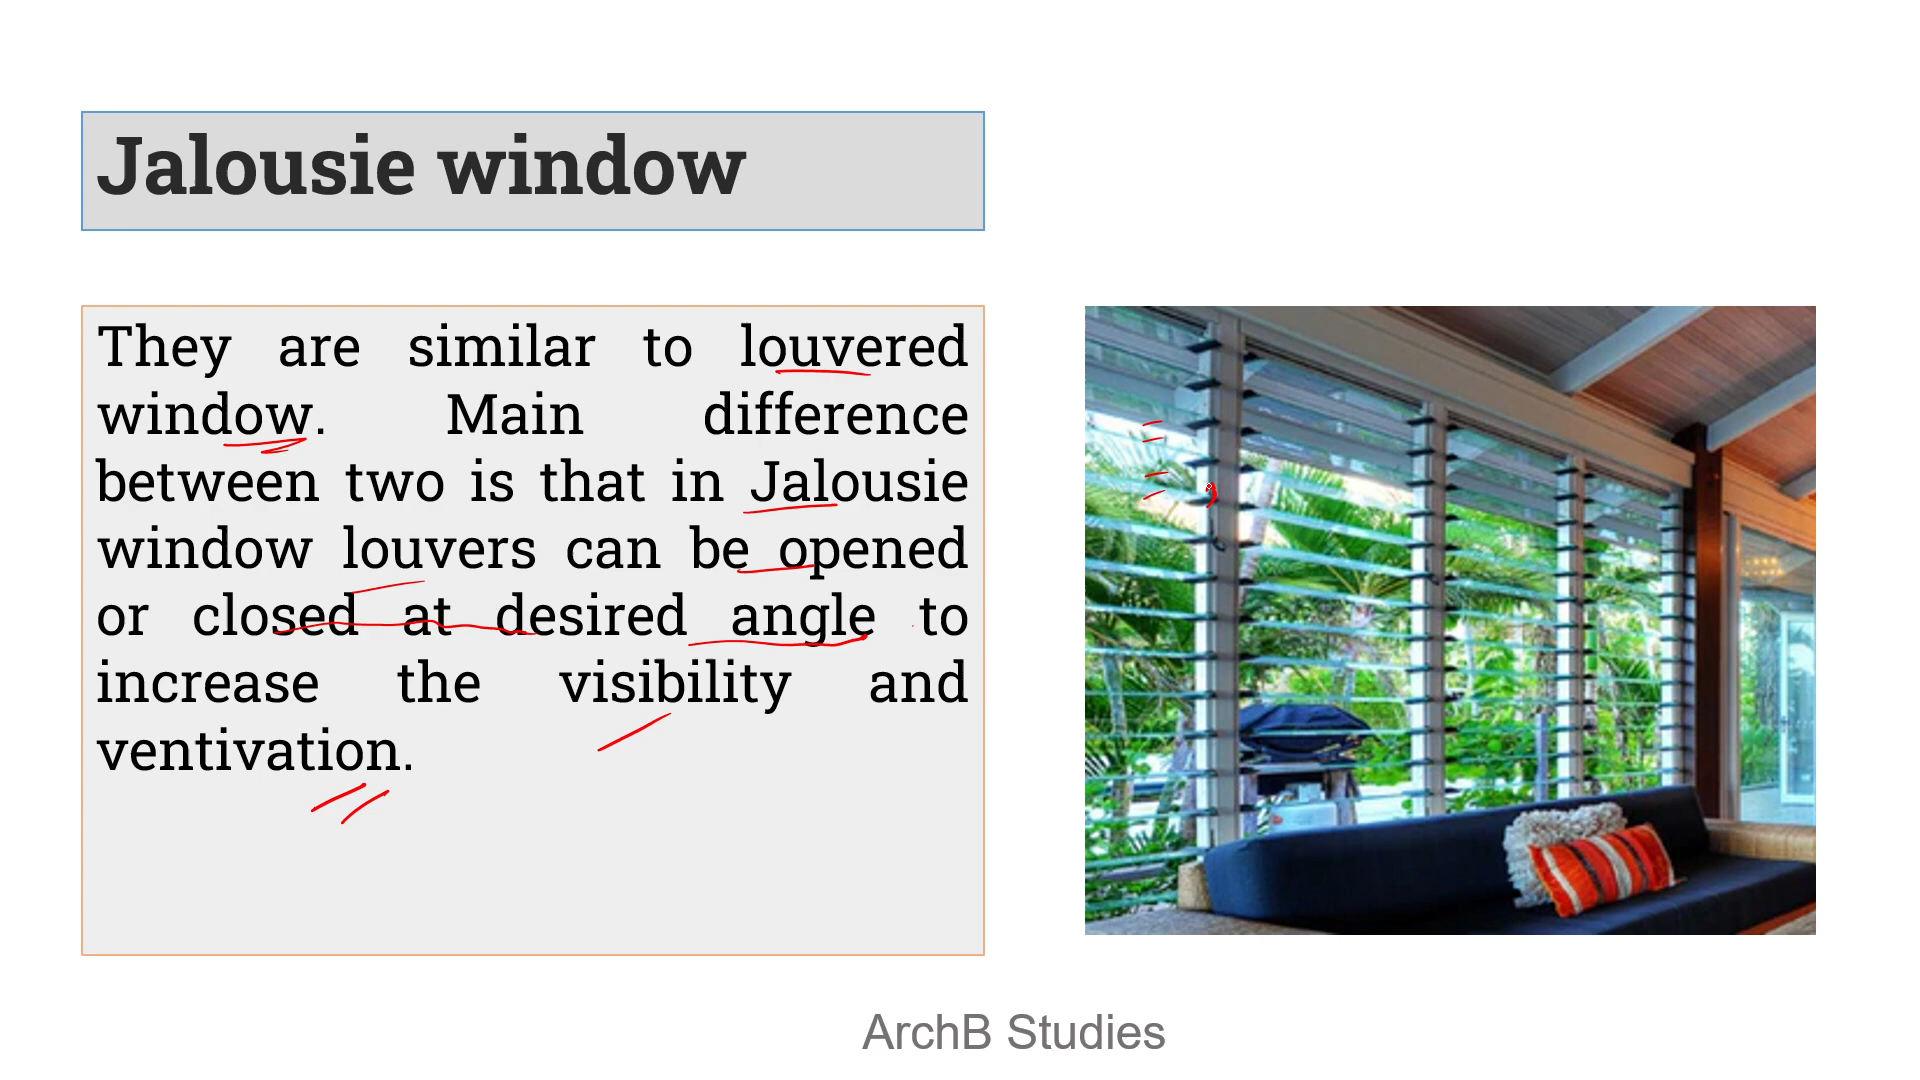 Jalousie window
They are similar to louvered
window. Main difference
between two is that in Jalousie
window louvers can be opened
or closed at desired angle to
increase the visibility and
ventivation.
ArchB Studies